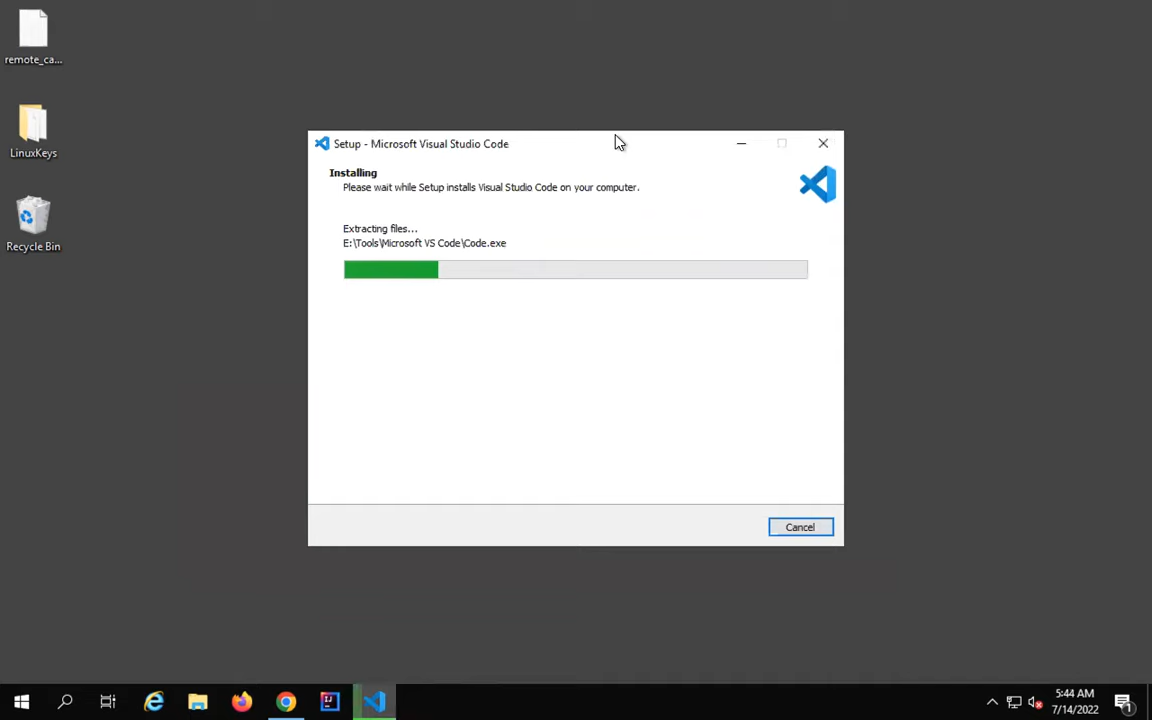 remote_ca...
LinuxKeys
Recycle Bin
Setup - Microsoft Visual Studio Code
Installing
Please wait while Setup installs Visual Studio Code on your computer.
Extracting files...
E:\Tools\Microsoft VS Code\Code.exe
Cancel
5:44 AM
7/14/2022
1